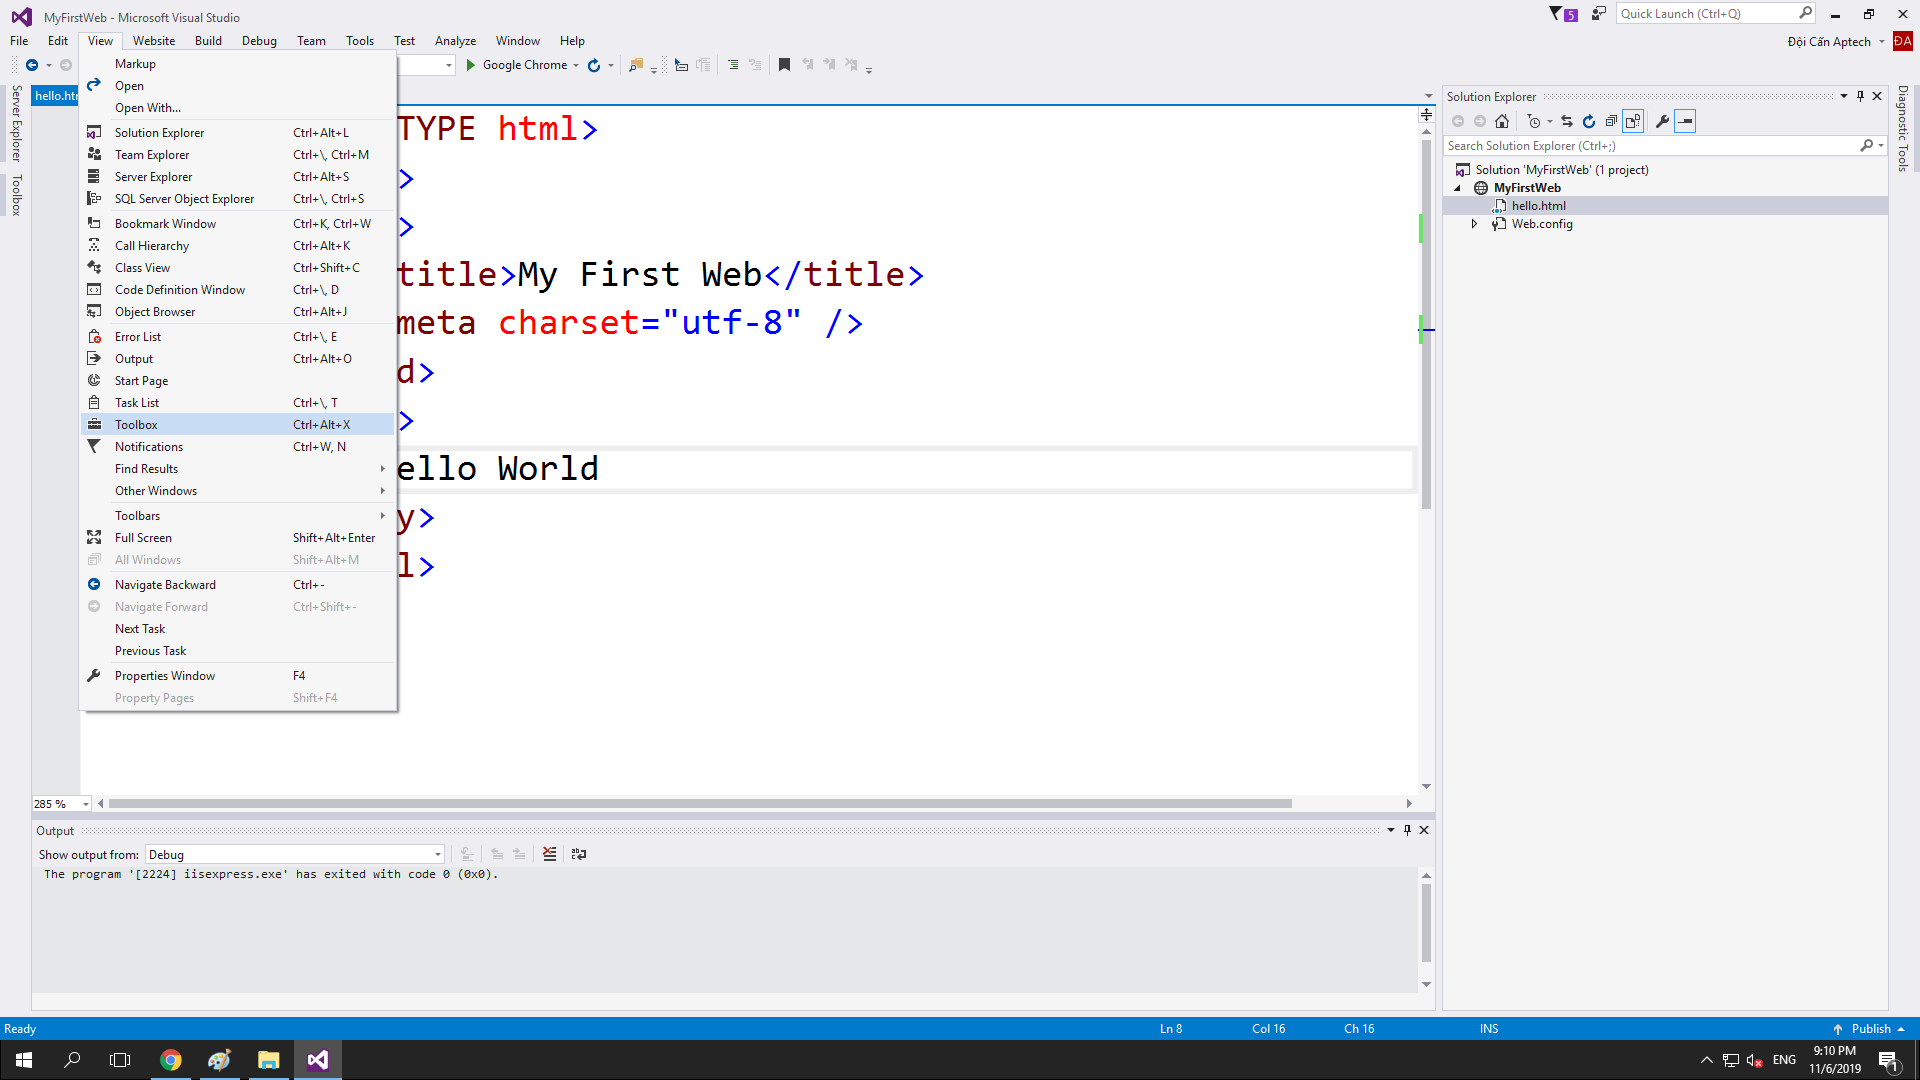 MyFirstWeb - Microsoft Visual Studio
5
Quick Launch (Ctrl+Q)
File Edit View Website Build Debug Team Tools Test Analyze Window Help
Đội Cấn Aptech ĐA
Google Chrome
Markup
Open
Open With...
Solution Explorer Ctrl+Alt+L
Team Explorer Ctrl+\, Ctrl+M
Server Explorer Ctrl+Alt+S
SQL Server Object Explorer Ctrl+\, Ctrl+S
Bookmark Window Ctrl+K, Ctrl+W
Call Hierarchy Ctrl+Alt+K
Class View Ctrl+Shift+C
Code Definition Window Ctrl+\, D
Object Browser Ctrl+Alt+J
Error List Ctrl+\, E
Output Ctrl+Alt+O
Start Page
Task List Ctrl+\, T
Toolbox Ctrl+Alt+X
Notifications Ctrl+W, N
Find Results
Other Windows
Toolbars
Full Screen Shift+Alt+Enter
All Windows Shift+Alt+M
Navigate Backward Ctrl+-
Navigate Forward Ctrl+Shift+-
Next Task
Previous Task
Properties Window F4
Property Pages Shift+F4
Server Explorer
Toolbox
hello.htm
TYPE html>
>
>
title>My First Web</title>
meta charset="utf-8" />
d>
>
ello World
y>
l>
285 %
Output
Show output from: Debug
The program '[2224] iisexpress.exe' has exited with code 0 (0x0).
Solution Explorer
Search Solution Explorer (Ctrl+;)
Solution 'MyFirstWeb' (1 project)
MyFirstWeb
hello.html
Web.config
Diagnostic Tools
Ready Ln 8 Col 16 Ch 16 INS Publish
ENG
9:10 PM
11/6/2019
1